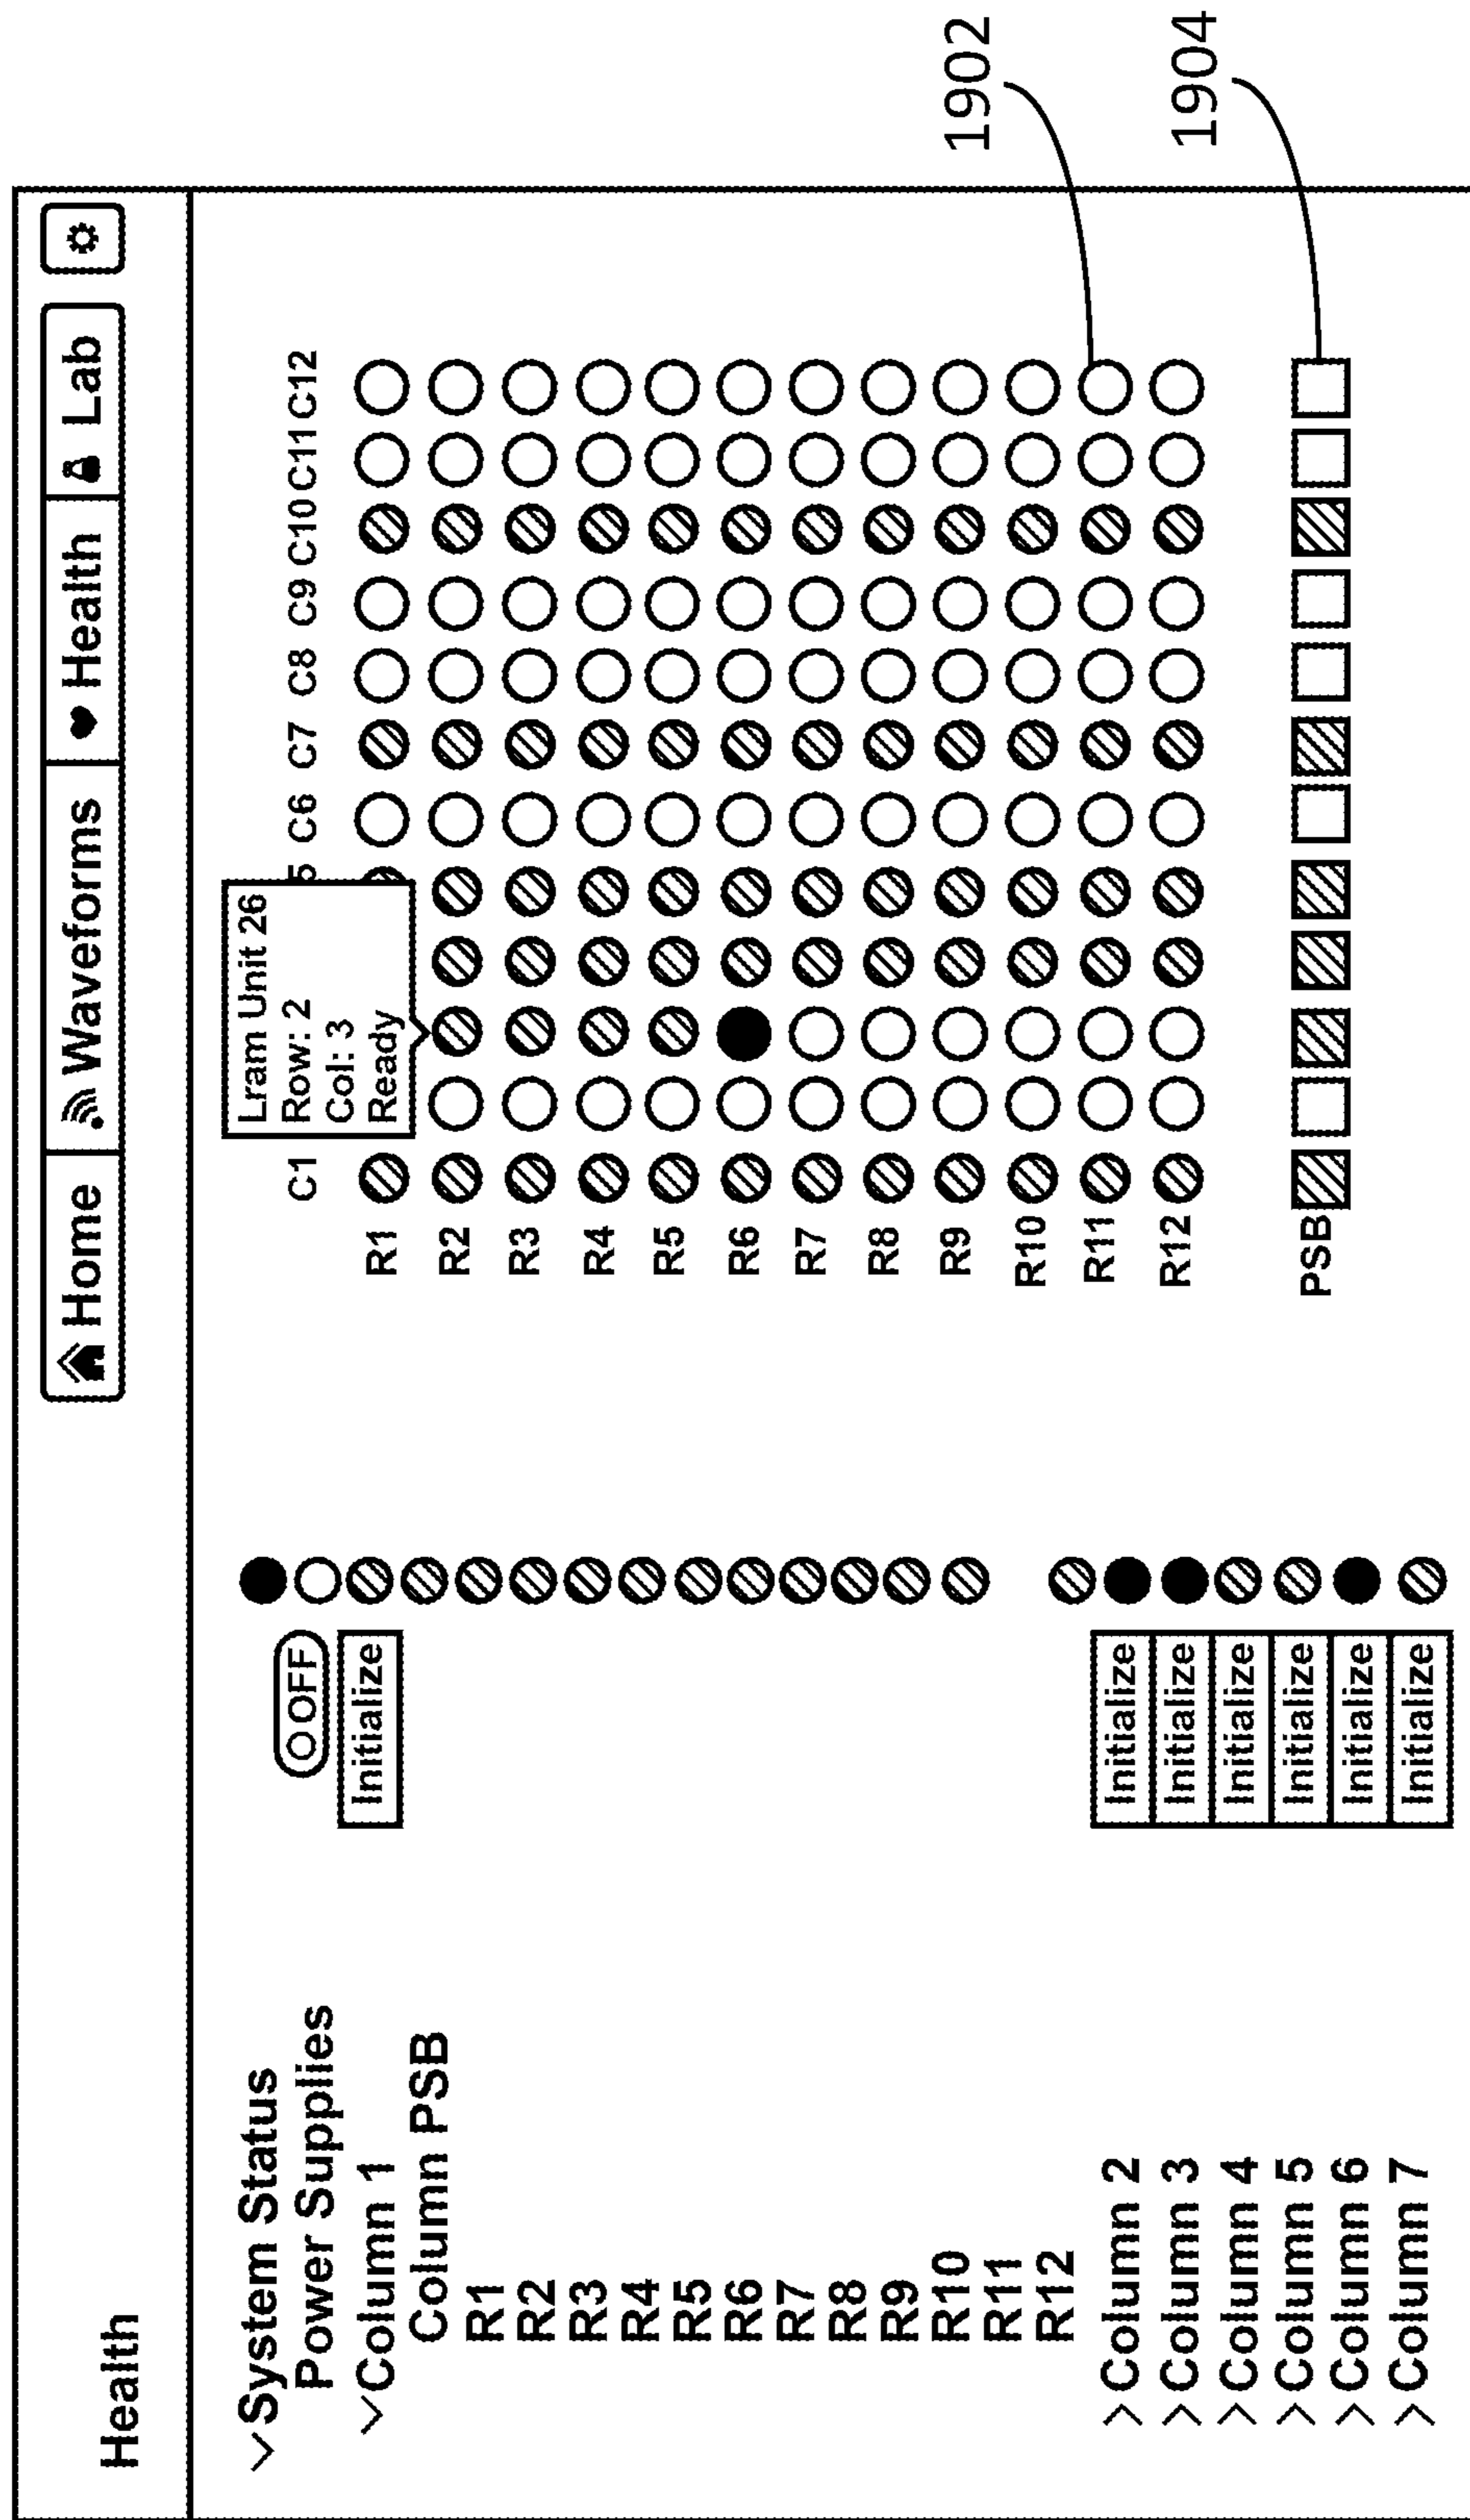 Health
Home Waveforms Health Lab
System Status
Power Supplies
OFF
Column 1
Initialize
Column PSB
R1
R2
R3
R4
R5
R6
R7
R8
R9
R10
R11
R12
Column 2 Initialize
Column 3 Initialize
Column 4 Initialize
Column 5 Initialize
Column 6 Initialize
Column 7 Initialize
Lram Unit 26
Row: 2
Col: 3
Ready
C1 5 C6 C7 C8 C9 C10 C11 C12
R1
R2
R3
R4
R5
R6
R7
R8
R9
R10
R11
R12
PSB
1902
1904